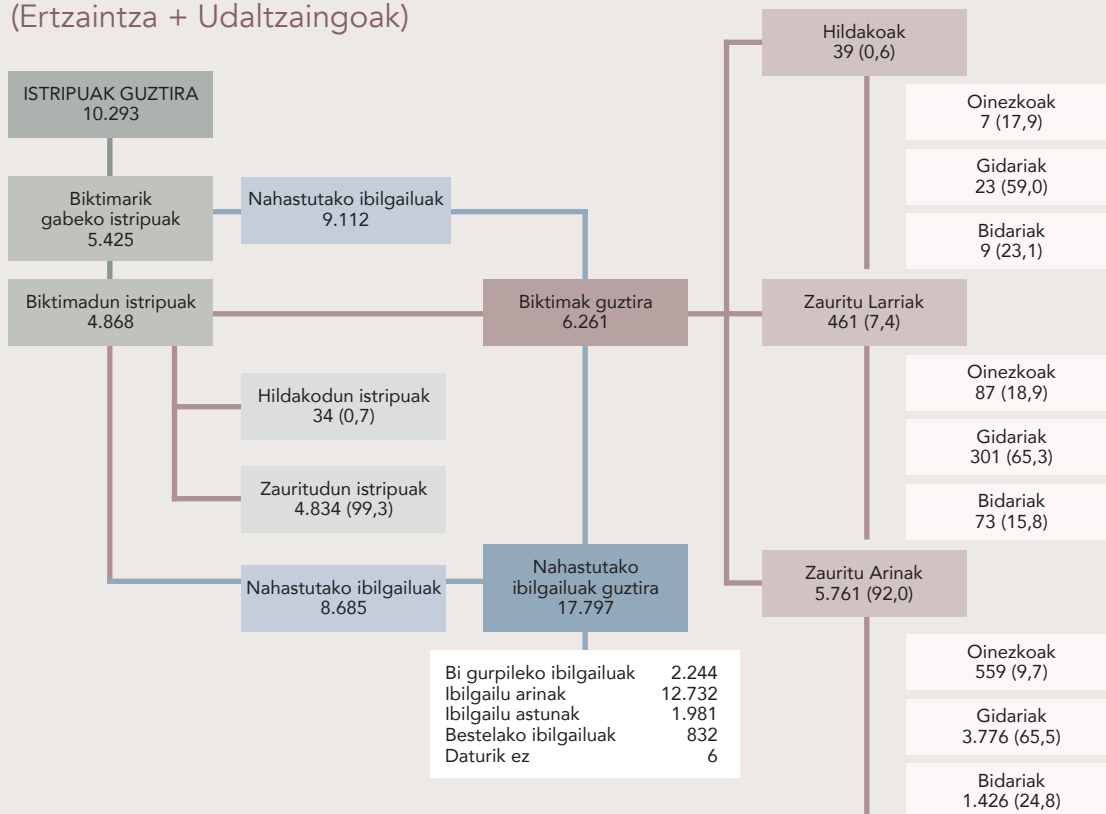 (Ertzaintza + Udaltzaingoak)
ISTRIPUAK GUZTIRA
10.293
Biktimarik
gabeko istripuak
5.425
Nahastutako ibilgailuak
9.112
Biktimadun istripuak
4.868
Biktimak guztira
6.261
Hildakodun istripuak
34 (0,7)
Zauritudun istripuak
4.834 (99,3)
Nahastutako ibilgailuak
8.685
Nahastutako
ibilgailuak guztira
17.797
Bi gurpileko ibilgailuak 2.244
Ibilgailu arinak 12.732
Ibilgailu astunak 1.981
Bestelako ibilgailuak 832
Daturik ez 6
Hildakoak
39 (0,6)
Oinezkoak
7 (17,9)
Gidariak
23 (59,0)
Bidariak
9 (23,1)
Zauritu Larriak
461 (7,4)
Oinezkoak
87 (18,9)
Gidariak
301 (65,3)
Bidariak
73 (15,8)
Zauritu Arinak
5.761 (92,0)
Oinezkoak
559 (9,7)
Gidariak
3.776 (65,5)
Bidariak
1.426 (24,8)